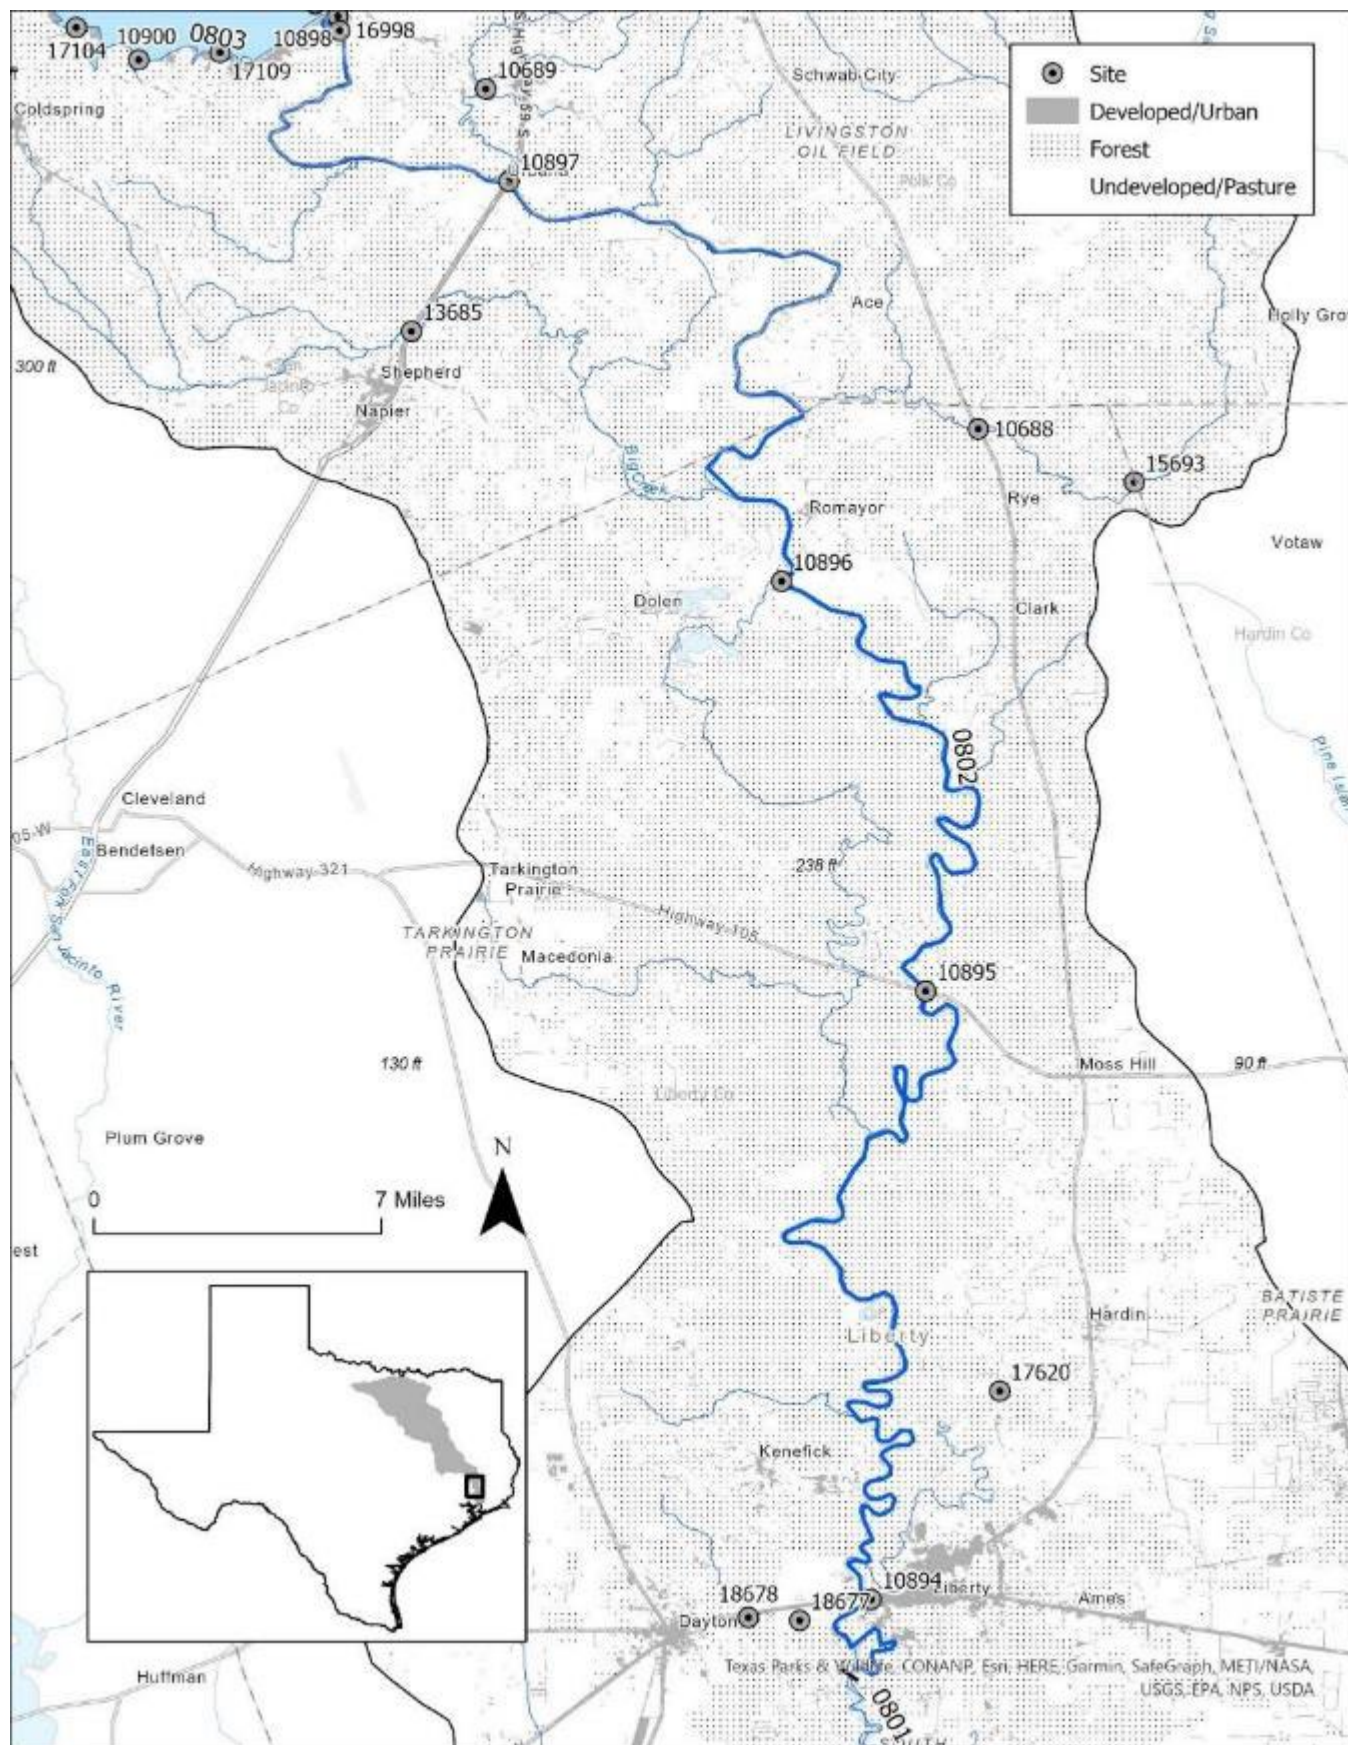 16998
17104
10900
0803
10898
17109
10689
Schwab City
Site
Developed/Urban
Forest
Undeveloped/Pasture
Coldspring
LIVINGSTON
OIL FIELD
10897
Ace
Holly Gro
13685
300 ft
Shepherd
Napier
10688
15693
Big Creek
Rye
Romayor
Votaw
10896
Dolen
Clark
Hardin Co
0802
Pine Islan
Cleveland
05-W
Bendetsen
Highway-321
Tarkington
Prairie
238 ft
Highway-105
TARKINGTON
PRAIRIE
Macedonia
East Fork San Jacinto River
10895
130 ft
Moss Hill
90 ft
Liberty Co
Plum Grove
N
0
7 Miles
est
BATISTE
PRAIRIE
Hardin
Liberty
17620
Kenefick
10894
18678
18677
Liberty
Ames
Dayton
Huffman
Texas Parks & Wildlife, CONANP, Esri, HERE, Garmin, SafeGraph, METI/NASA,
USGS, EPA, NPS, USDA
0801
SOUTH